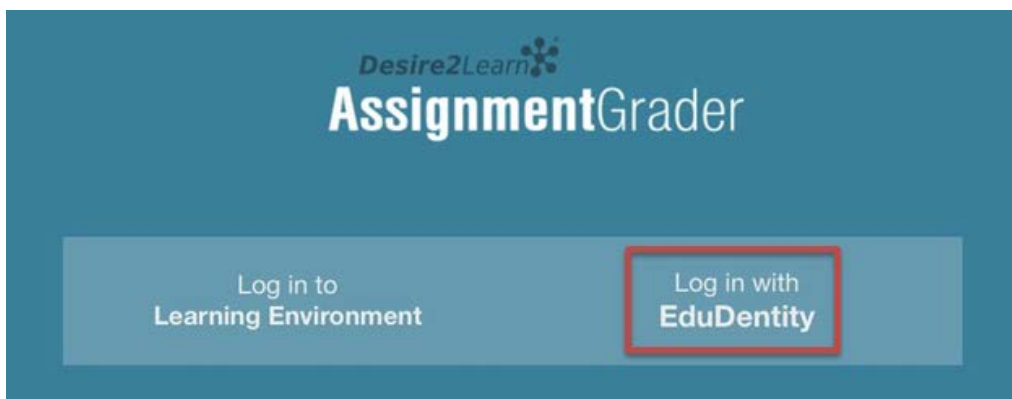 Desire2Learn
AssignmentGrader
Log in to
Learning Environment
Log in with
EduDentity